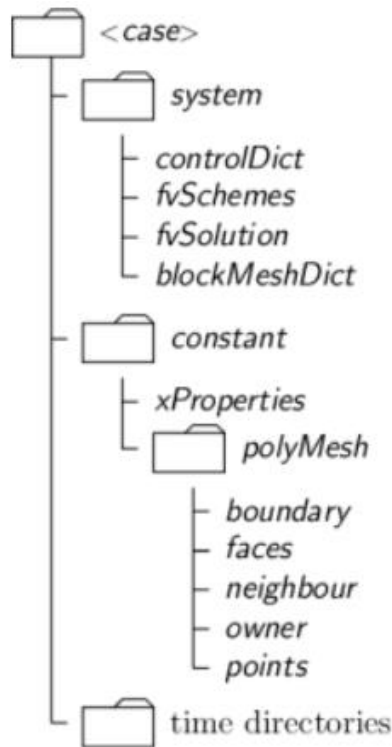 <case>
system
controlDict
fvSchemes
fvSolution
blockMeshDict
constant
xProperties
polyMesh
boundary
faces
neighbour
owner
points
time directories